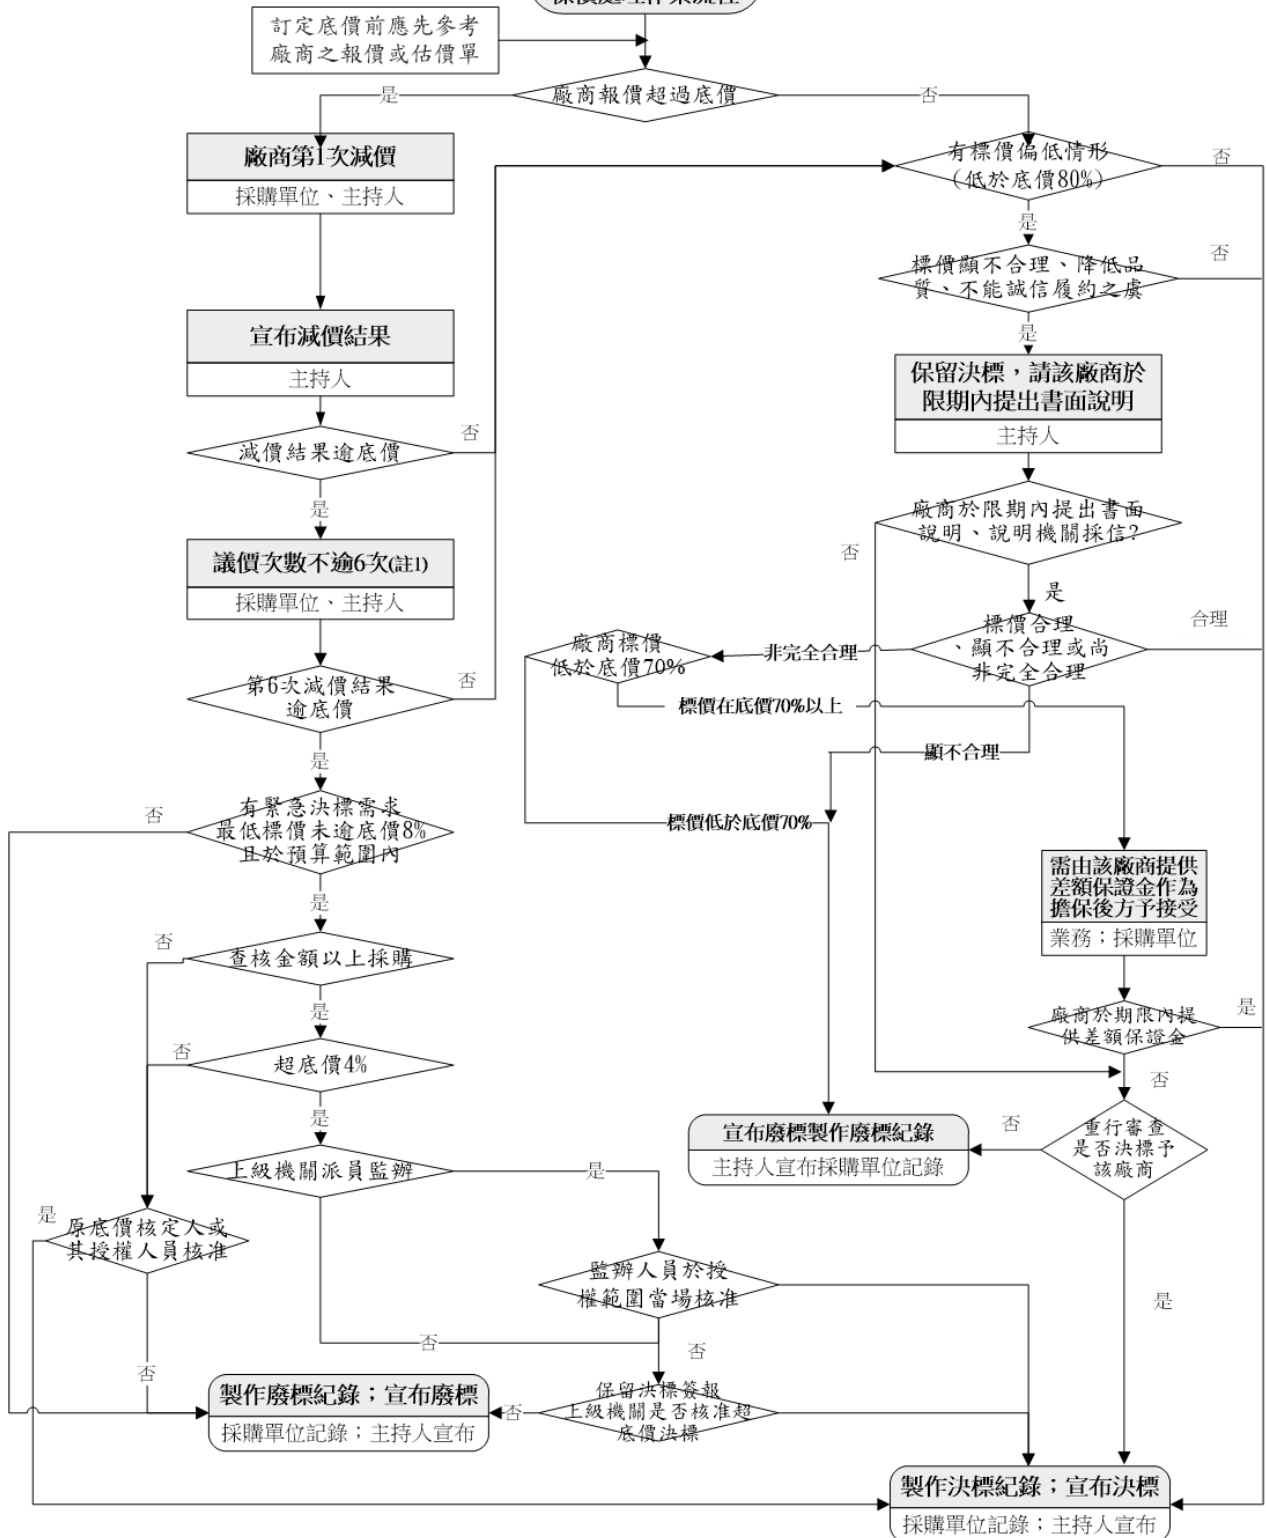 訂定底價前應先參考
廠商之報價或估價單
廠商報價超過底價
是
否
廠商第1次減價
採購單位、主持人
有標價偏低情形
(低於底價80%)
否
是
宣布減價結果
主持人
標價顯不合理、降低品
質、不能誠信履約之虞
否
是
減價結果逾底價
否
是
保留決標，請該廠商於
限期內提出書面說明
主持人
議價次數不逾6次(註1)
採購單位、主持人
廠商於限期內提出書面
說明、說明機關採信?
否
是
第6次減價結果
逾底價
否
是
標價合理
、顯不合理或尚
非完全合理
合理
非完全合理
廠商標價
低於底價70%
標價在底價70%以上
顯不合理
標價低於底價70%
有緊急決標需求
最低標價未逾底價8%
且於預算範圍內
否
是
需由該廠商提供
差額保證金作為
擔保後方予接受
業務；採購單位
查核金額以上採購
否
是
廠商於期限內提
供差額保證金
是
否
超底價4%
否
是
重行審查
是否決標予
該廠商
否
是
宣布廢標製作廢標紀錄
主持人宣布採購單位記錄
上級機關派員監辦
是
否
原底價核定人或
其授權人員核准
是
否
監辦人員於授
權範圍當場核准
否
保留決標簽報
上級機關是否核准超
底價決標
否
製作廢標紀錄；宣布廢標
採購單位記錄；主持人宣布
製作決標紀錄；宣布決標
採購單位記錄；主持人宣布